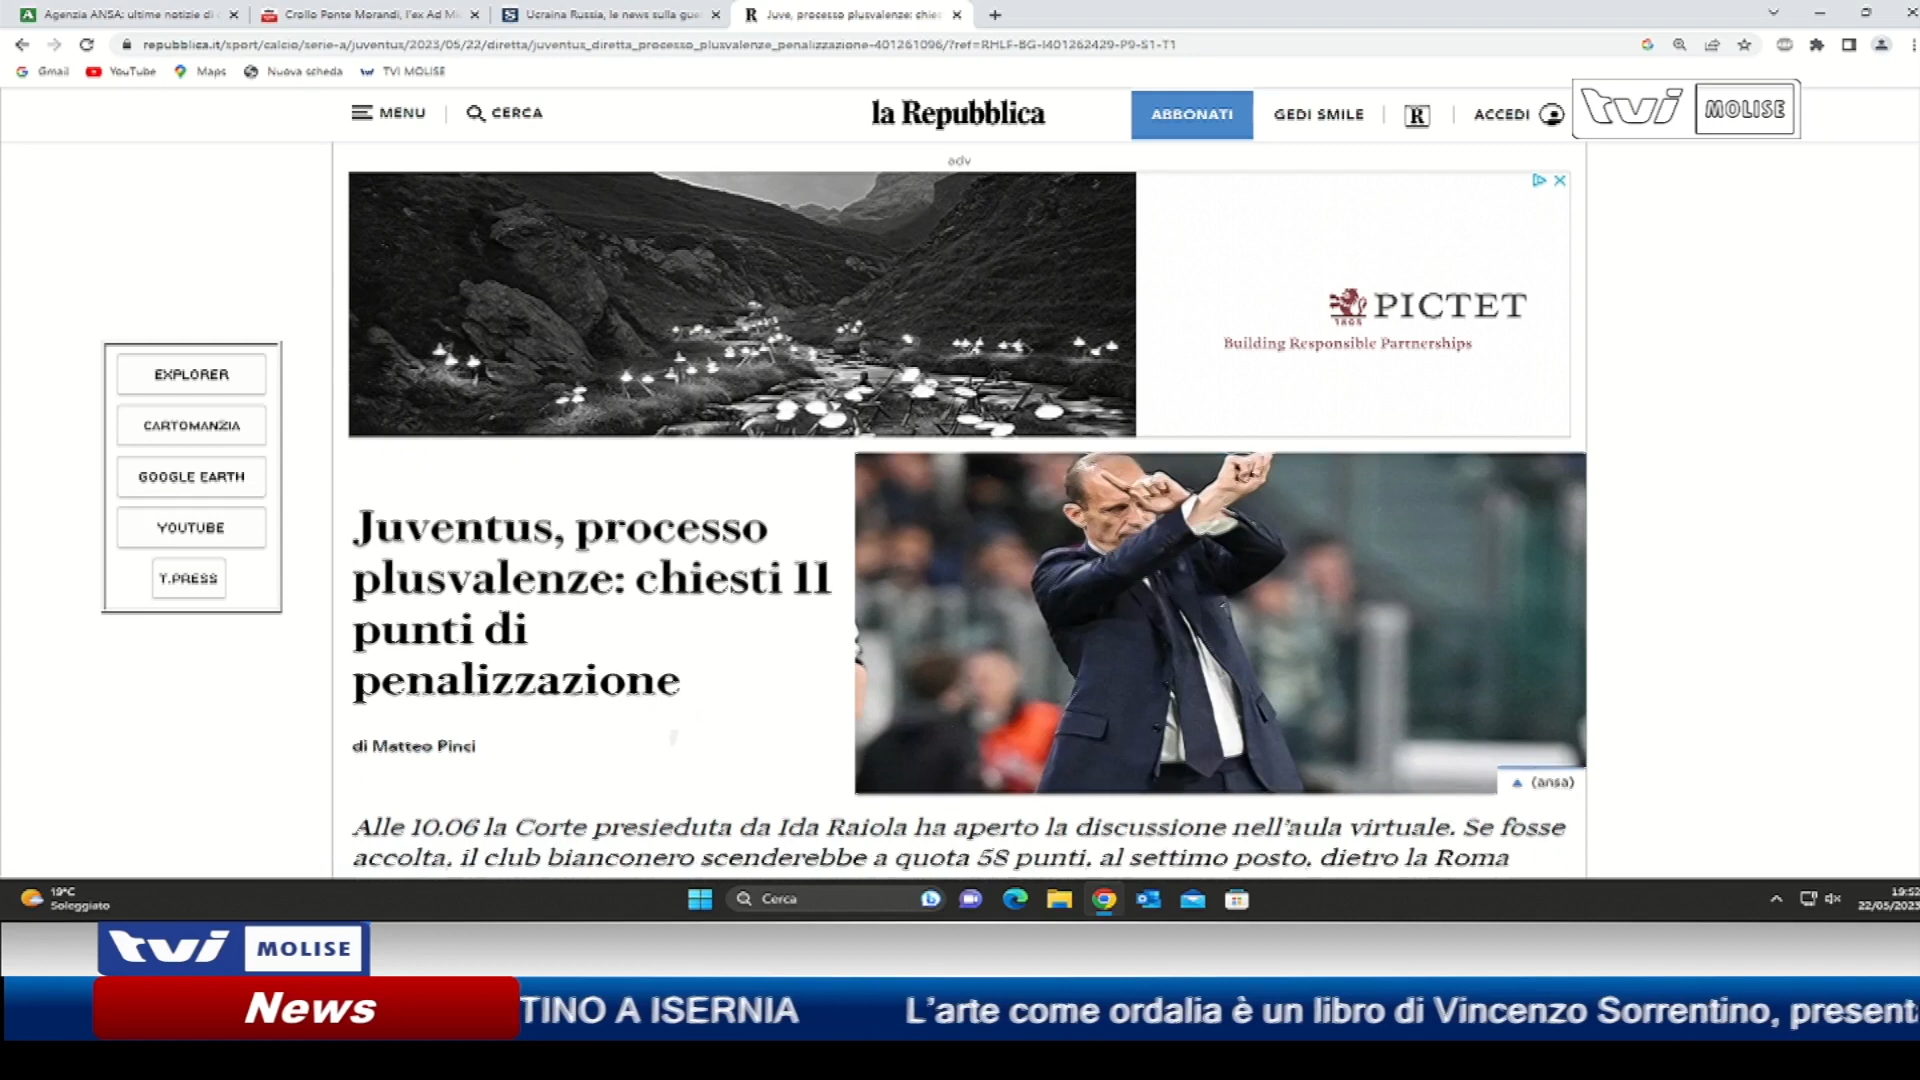 Agenzia ANSA: ultime notizie di
Crollo Ponte Morandi, l'ex Ad Mi
Ucraina Russia, le news sulla gue
Juve, processo plusvalenze: chies
repubblica.it/sport/calcio/serie-a/juventus/2023/05/22/diretta/juventus_diretta_processo_plusvalenze_penalizzazione-401261096/?ref=RHLF-BG-I401262429-P9-S1-T1
Gmail YouTube Maps Nuova scheda TVI MOLISE
MENU CERCA la Repubblica ABBONATI GEDI SMILE R ACCEDI
tvi MOLISE
adv
1805 PICTET
Building Responsible Partnerships
EXPLORER
CARTOMANZIA
GOOGLE EARTH
YOUTUBE
T.PRESS
Juventus, processo
plusvalenze: chiesti 11
punti di
penalizzazione
di Matteo Pinci
(ansa)
Alle 10.06 la Corte presieduta da Ida Raiola ha aperto la discussione nell'aula virtuale. Se fosse
accolta, il club bianconero scenderebbe a quota 58 punti, al settimo posto, dietro la Roma
19°C
Soleggiato
Cerca
19:52
22/05/2023
tvi MOLISE
News
TINO A ISERNIA L'arte come ordalia è un libro di Vincenzo Sorrentino, present